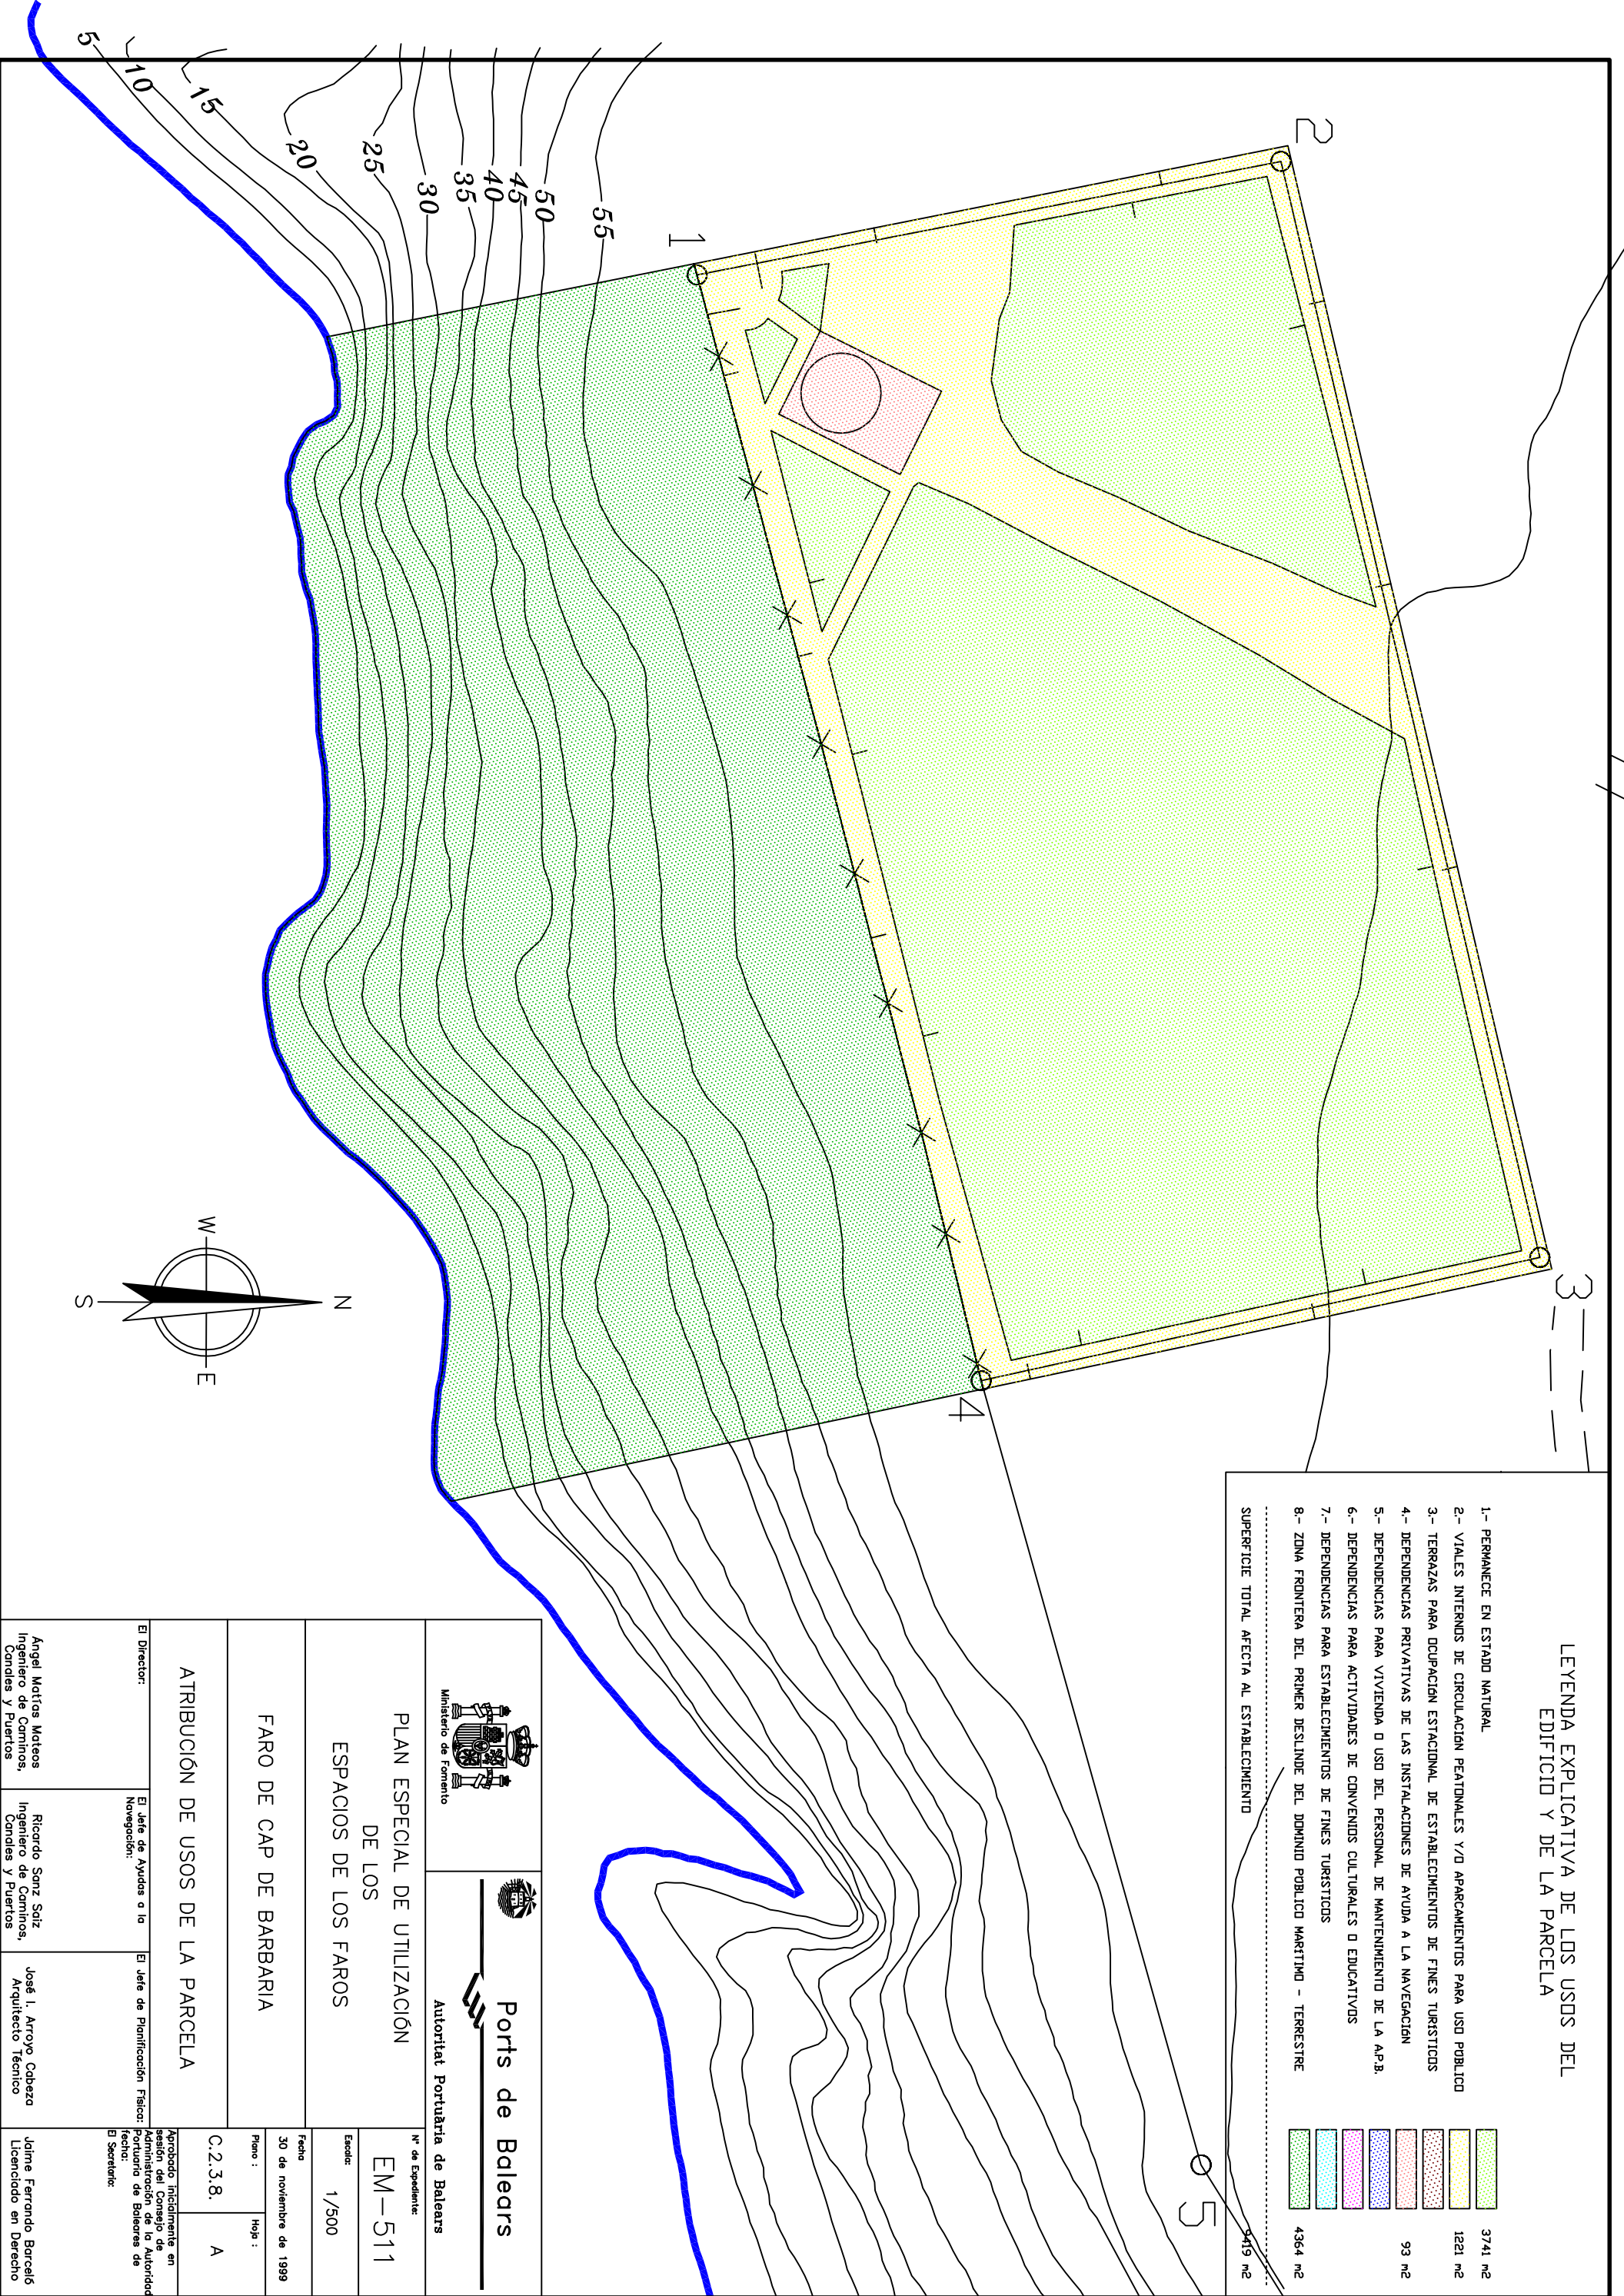 5
10
15
20
25
30
35
40
45
50
55
1
2
3
4
5
N
S
E
W
LEYENDA EXPLICATIVA DE LOS USOS DEL
EDIFICIO Y DE LA PARCELA
1- PERMANECE EN ESTADO NATURAL 3741 m2
2.- VIALES INTERNOS DE CIRCULACIÓN PEATONALES Y/O APARCAMIENTOS PARA USO PÚBLICO 1221 m2
3.- TERRAZAS PARA OCUPACIÓN ESTACIONAL DE ESTABLECIMIENTOS DE FINES TURÍSTICOS
4.- DEPENDENCIAS PRIVATIVAS DE LAS INSTALACIONES DE AYUDA A LA NAVEGACIÓN 93 m2
5.- DEPENDENCIAS PARA VIVIENDA O USO DEL PERSONAL DE MANTENIMIENTO DE LA A.P.B.
6.- DEPENDENCIAS PARA ACTIVIDADES DE CONVENIOS CULTURALES O EDUCATIVOS
7.- DEPENDENCIAS PARA ESTABLECIMIENTOS DE FINES TURÍSTICOS
8.- ZONA FRONTERA DEL PRIMER DESLINDE DEL DOMINIO PÚBLICO MARÍTIMO - TERRESTRE 4364 m2
SUPERFICIE TOTAL AFECTA AL ESTABLECIMIENTO 9419 m2
Ministerio de Fomento
Ports de Balears
Autoritat Portuària de Balears
PLAN ESPECIAL DE UTILIZACIÓN
DE LOS
ESPACIOS DE LOS FAROS
Nº de Expediente:
EM-511
Escala:
1/500
FARO DE CAP DE BARBARIA
Fecha
30 de noviembre de 1999
ATRIBUCIÓN DE USOS DE LA PARCELA
Plano :
C.2.3.8.
Hoja :
A
El Director:
Ángel Matías Mateos
Ingeniero de Caminos,
Canales y Puertos
El Jefe de Ayudas a la
Navegación:
Ricardo Sanz Saiz
Ingeniero de Caminos,
Canales y Puertos
El Jefe de Planificación Física:
José I. Arroyo Cabeza
Arquitecto Técnico
Aprobado inicialmente en
sesión del Consejo de
Administración de la Autoridad
Portuaria de Baleares de
fecha:
El Secretario:
Jaime Ferrando Barceló
Licenciado en Derecho